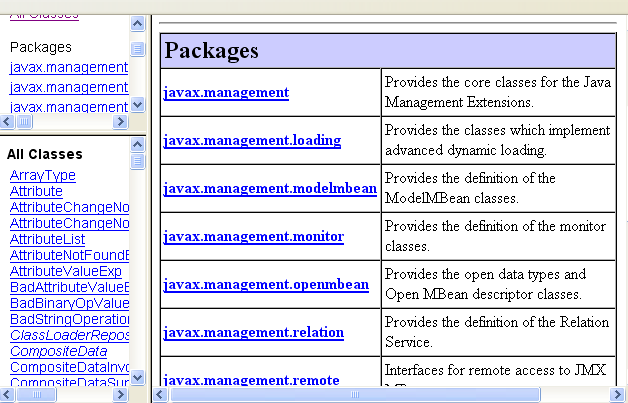 All Classes
Packages
javax.management
javax.management
javax.management
All Classes
ArrayType
Attribute
AttributeChangeNo
AttributeChangeNo
AttributeList
AttributeNotFoundE
AttributeValueExp
BadAttributeValueE
BadBinaryOpValue
BadStringOperation
ClassLoaderRepos
CompositeData
CompositeDataInvo
CompositeDataSup
Packages
javax.management
Provides the core classes for the Java
Management Extensions.
javax.management.loading
Provides the classes which implement
advanced dynamic loading.
javax.management.modelmbean
Provides the definition of the
ModelMBean classes.
javax.management.monitor
Provides the definition of the monitor
classes.
javax.management.openmbean
Provides the open data types and
Open MBean descriptor classes.
javax.management.relation
Provides the definition of the Relation
Service.
javax.management.remote
Interfaces for remote access to JMX